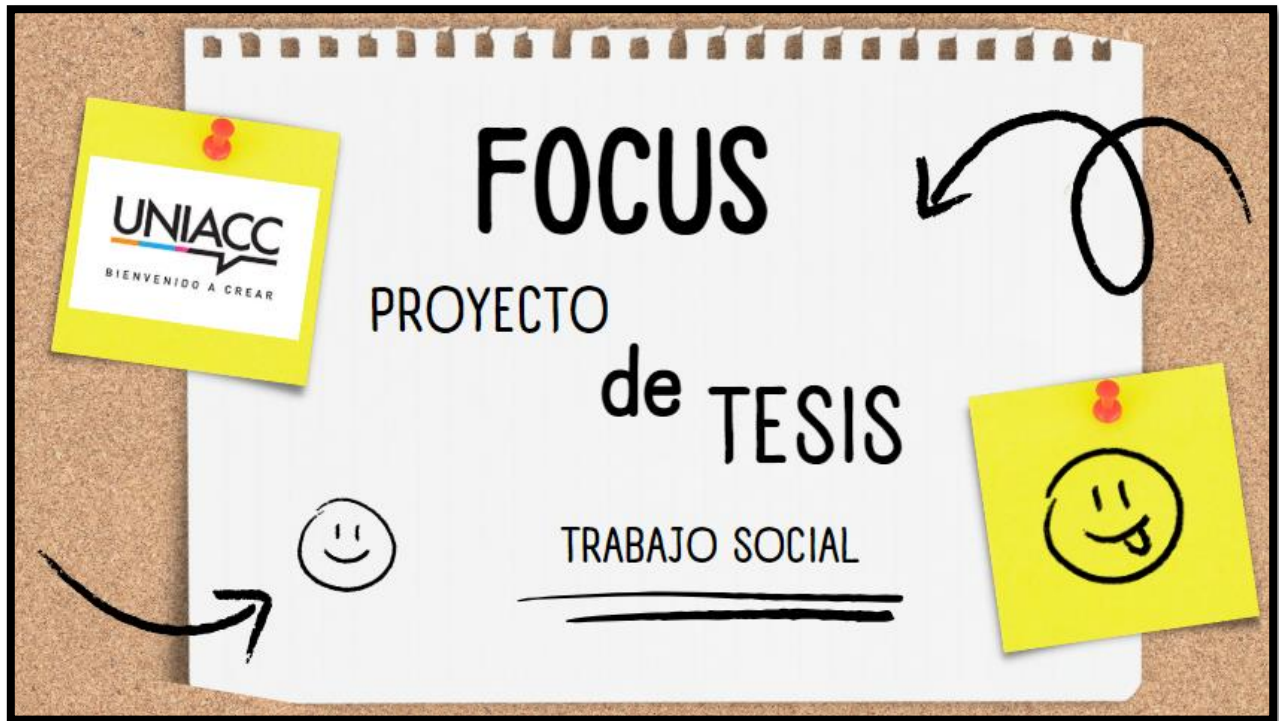 FOCUS
UNIACC
BIENVENIDO A CREAR
PROYECTO
de
TESIS
TRABAJO SOCIAL